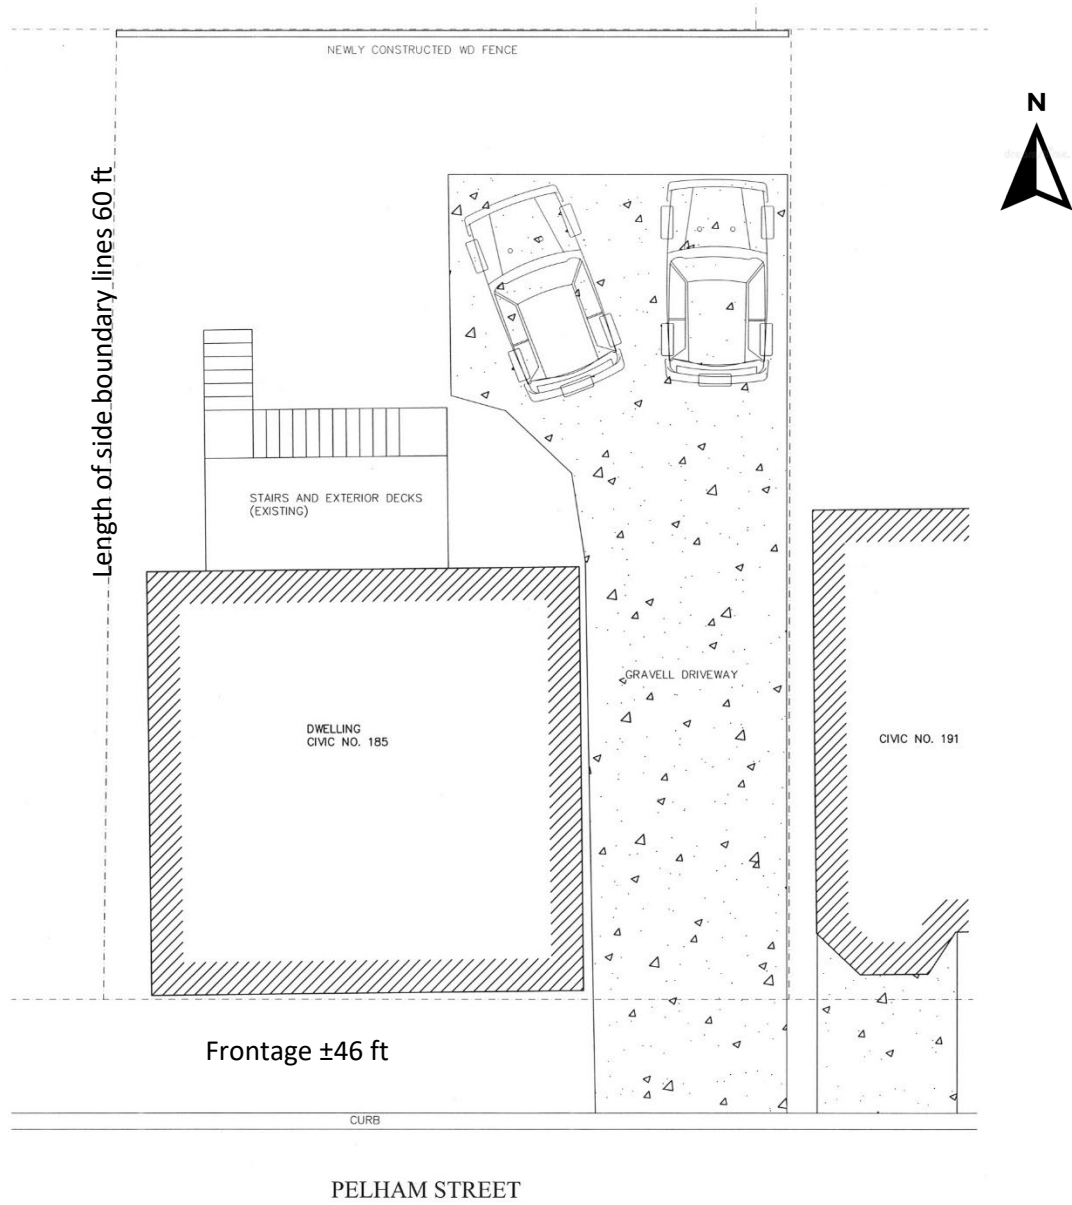 NEWLY CONSTRUCTED WD FENCE
N
Length of side boundary lines 60 ft
STAIRS AND EXTERIOR DECKS
(EXISTING)
GRAVELL DRIVEWAY
DWELLING
CIVIC NO. 185
CIVIC NO. 191
Frontage ±46 ft
CURB
PELHAM STREET